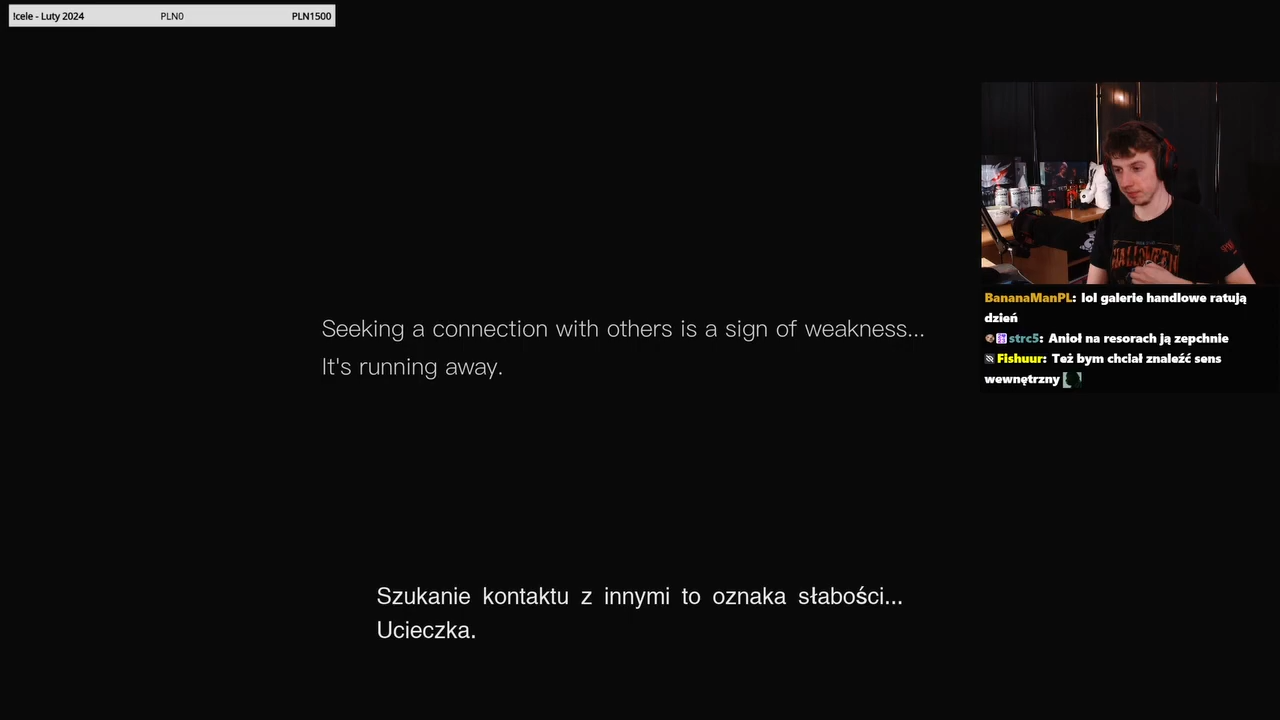 !cele - Luty 2024 PLN0 PLN1500
BananaManPL: lol galerie handlowe ratują
dzień
strc5: Anioł na resorach ją zepchnie
Fishuur: Też bym chciał znaleźć sens
wewnętrzny
HALLOWEEN
Seeking a connection with others is a sign of weakness...
It's running away.
Szukanie kontaktu z innymi to oznaka słabości...
Ucieczka.